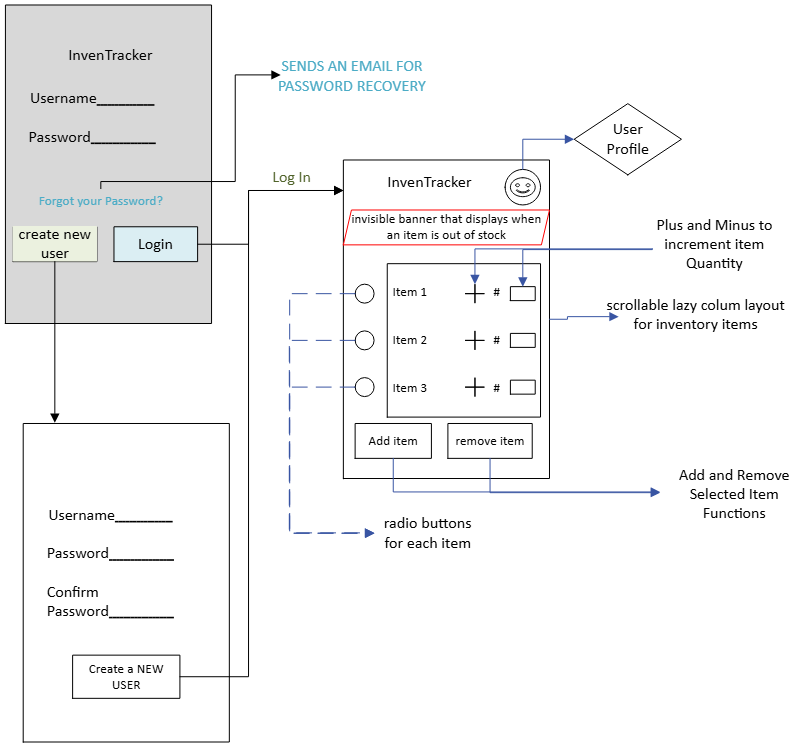 InvenTracker
Username________
Password_________
Forgot your Password?
create new
user
Login
SENDS AN EMAIL FOR
PASSWORD RECOVERY
Log In
InvenTracker
User
Profile
invisible banner that displays when
an item is out of stock
Item 1
#
Item 2
#
Item 3
#
Add item
remove item
Plus and Minus to
increment item
Quantity
scrollable lazy colum layout
for inventory items
Add and Remove
Selected Item
Functions
radio buttons
for each item
Username________
Password_________
Confirm
Password_________
Create a NEW
USER